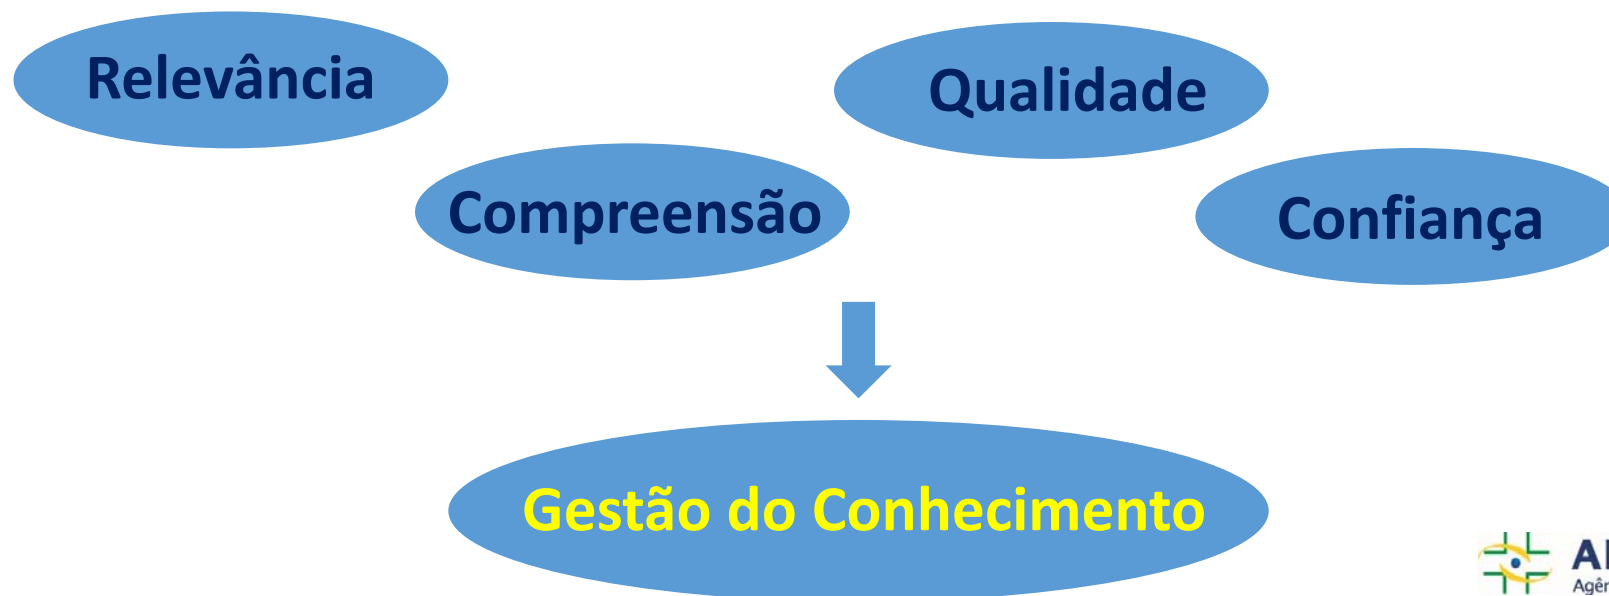 Relevância
Qualidade
Compreensão
Confiança
Gestão do Conhecimento